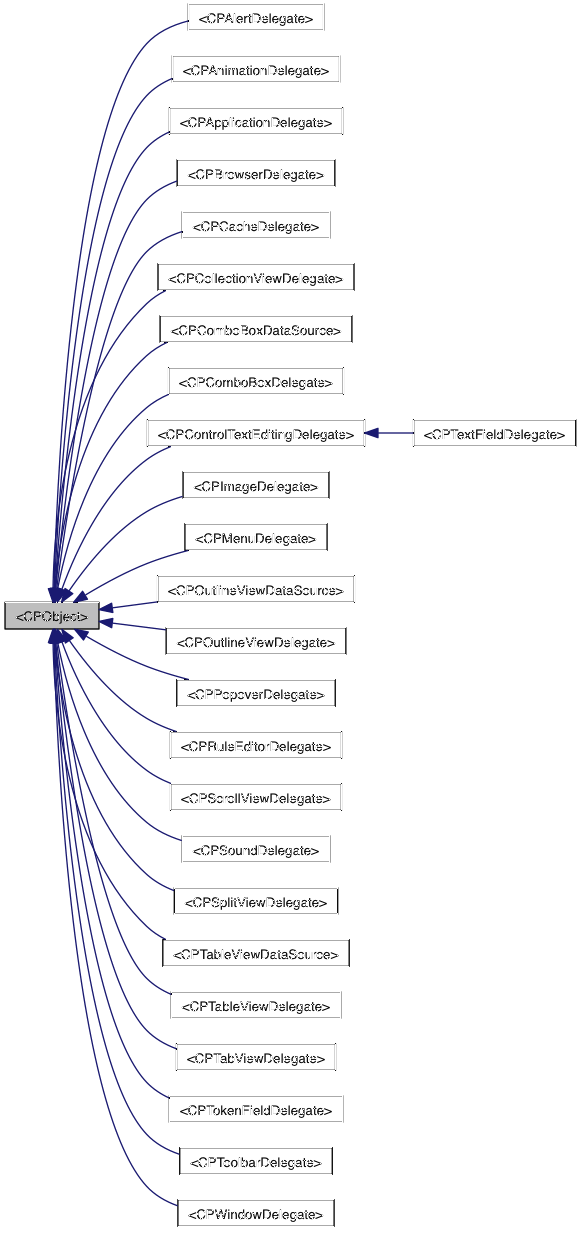 <CPAlertDelegate>
<CPAnimationDelegate>
<CPApplicationDelegate>
<CPBrowserDelegate>
<CPCacheDelegate>
<CPCollectionViewDelegate>
<CPComboBoxDataSource>
<CPComboBoxDelegate>
<CPControlTextEditingDelegate>
<CPTextFieldDelegate>
<CPImageDelegate>
<CPMenuDelegate>
<CPOutlineViewDataSource>
<CPObject>
<CPOutlineViewDelegate>
<CPPopoverDelegate>
<CPRuleEditorDelegate>
<CPScrollViewDelegate>
<CPSoundDelegate>
<CPSplitViewDelegate>
<CPTableViewDataSource>
<CPTableViewDelegate>
<CPTabViewDelegate>
<CPTokenFieldDelegate>
<CPToolbarDelegate>
<CPWindowDelegate>